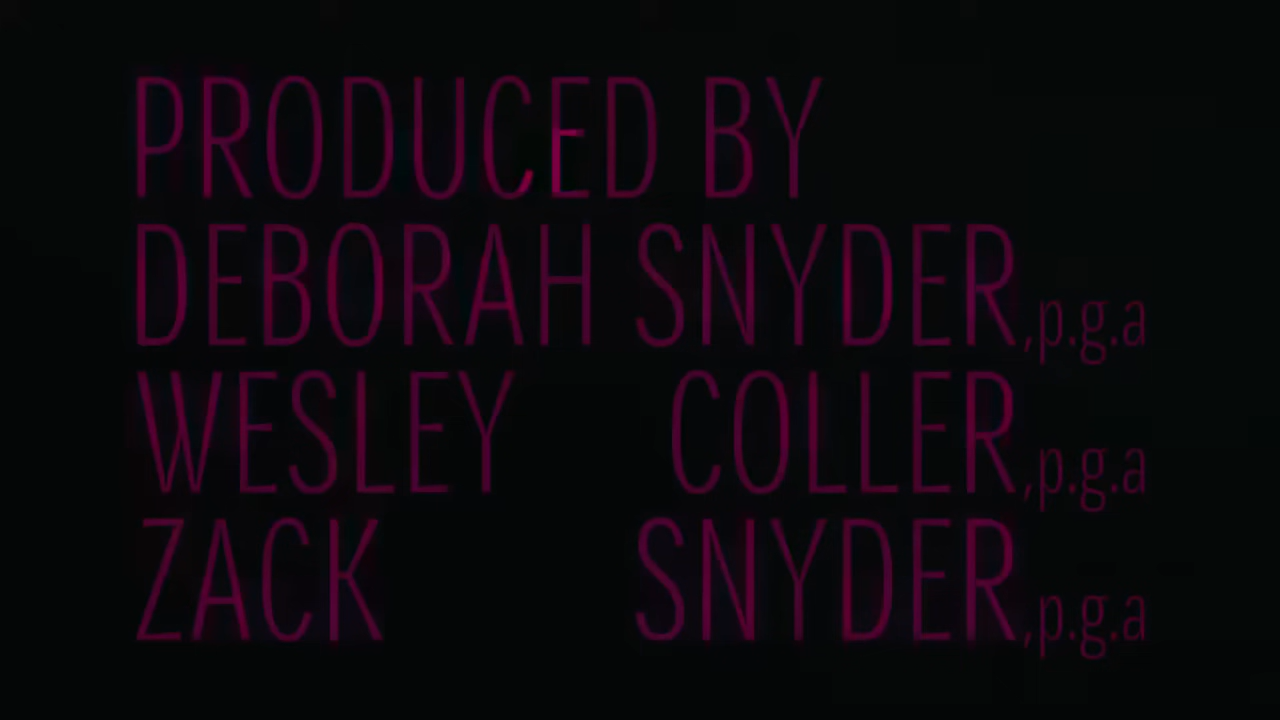 PRODUCED BY
DEBORAH SNYDER,p.g.a
WESLEY COLLER,p.g.a
ZACK SNYDER,p.g.a